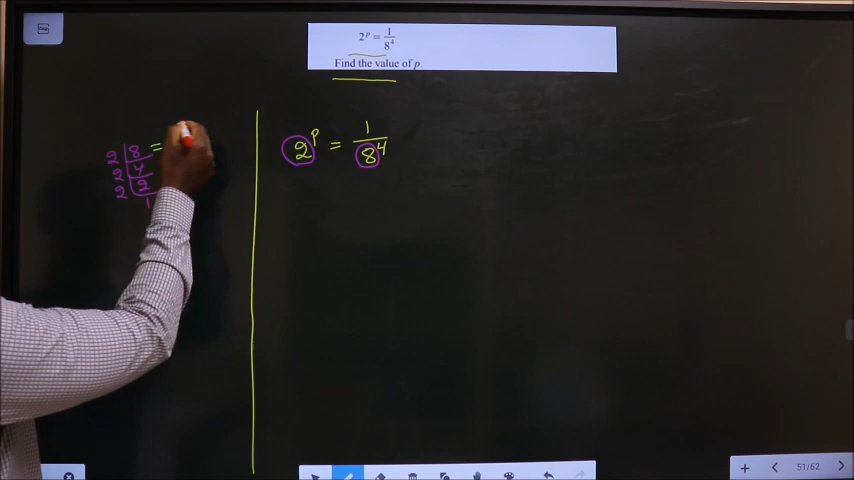 2^p = 1/8^4
Find the value of p.
2^p = 1/8^4
2 | 8 =
2 | 4
2 | 2
1
51/62